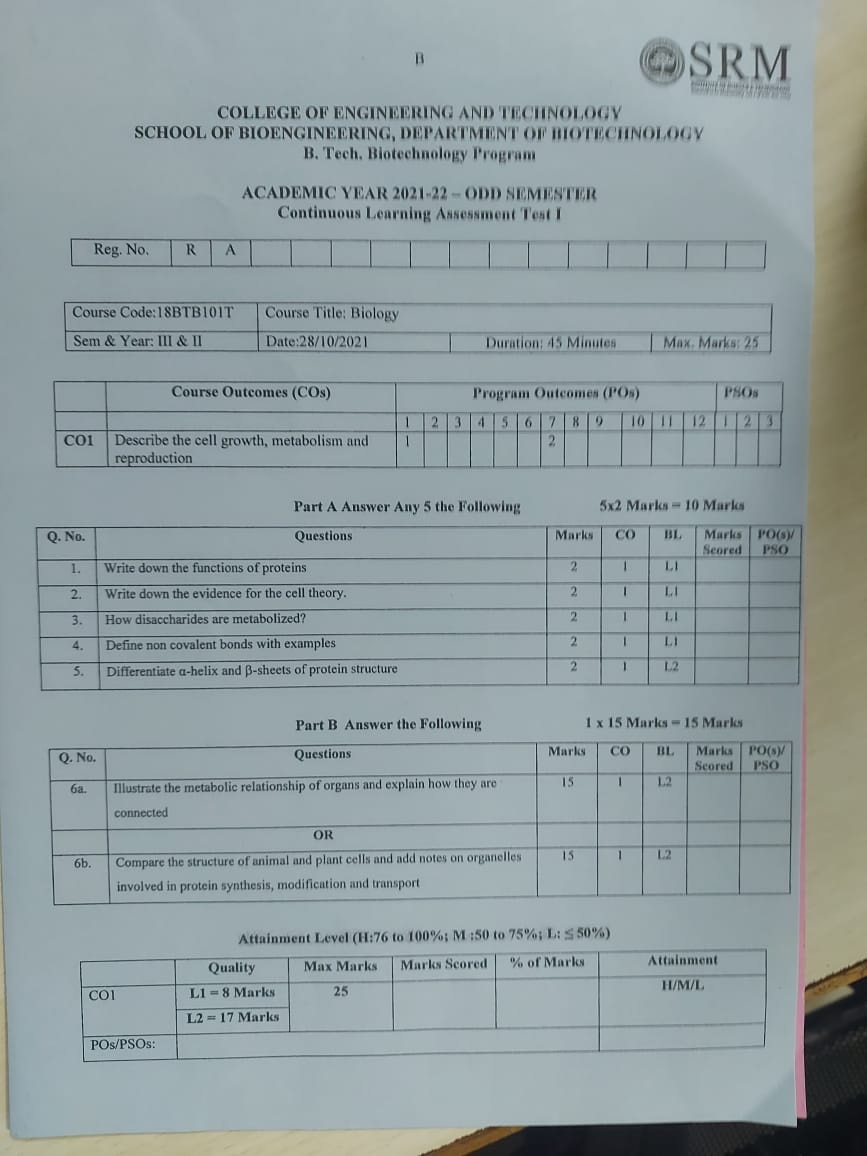 B
SRM
COLLEGE OF ENGINEERING AND TECHNOLOGY
SCHOOL OF BIOENGINEERING, DEPARTMENT OF BIOTECHNOLOGY
B. Tech. Biotechnology Program
ACADEMIC YEAR 2021-22 – ODD SEMESTER
Continuous Learning Assessment Test I
Reg. No. R A
Course Code:18BTB101T Course Title: Biology
Sem & Year: III & II Date:28/10/2021 Duration: 45 Minutes Max. Marks: 25
Course Outcomes (COs) Program Outcomes (POs) PSOs
1 2 3 4 5 6 7 8 9 10 11 12 1 2 3
CO1 Describe the cell growth, metabolism and 1 2
reproduction
Part A Answer Any 5 the Following 5x2 Marks = 10 Marks
Q. No. Questions Marks CO BL Marks PO(s)/
Scored PSO
1. Write down the functions of proteins 2 1 L1
2. Write down the evidence for the cell theory. 2 1 L1
3. How disaccharides are metabolized? 2 1 L1
4. Define non covalent bonds with examples 2 1 L1
5. Differentiate α-helix and β-sheets of protein structure 2 1 L2
Part B Answer the Following 1 x 15 Marks = 15 Marks
Q. No. Questions Marks CO BL Marks PO(s)/
Scored PSO
6a. Illustrate the metabolic relationship of organs and explain how they are 15 1 L2
connected
OR
6b. Compare the structure of animal and plant cells and add notes on organelles 15 1 L2
involved in protein synthesis, modification and transport
Attainment Level (H:76 to 100%; M :50 to 75%; L: ≤ 50%)
Quality Max Marks Marks Scored % of Marks Attainment
CO1 L1 = 8 Marks 25 H/M/L
L2 = 17 Marks
POs/PSOs: